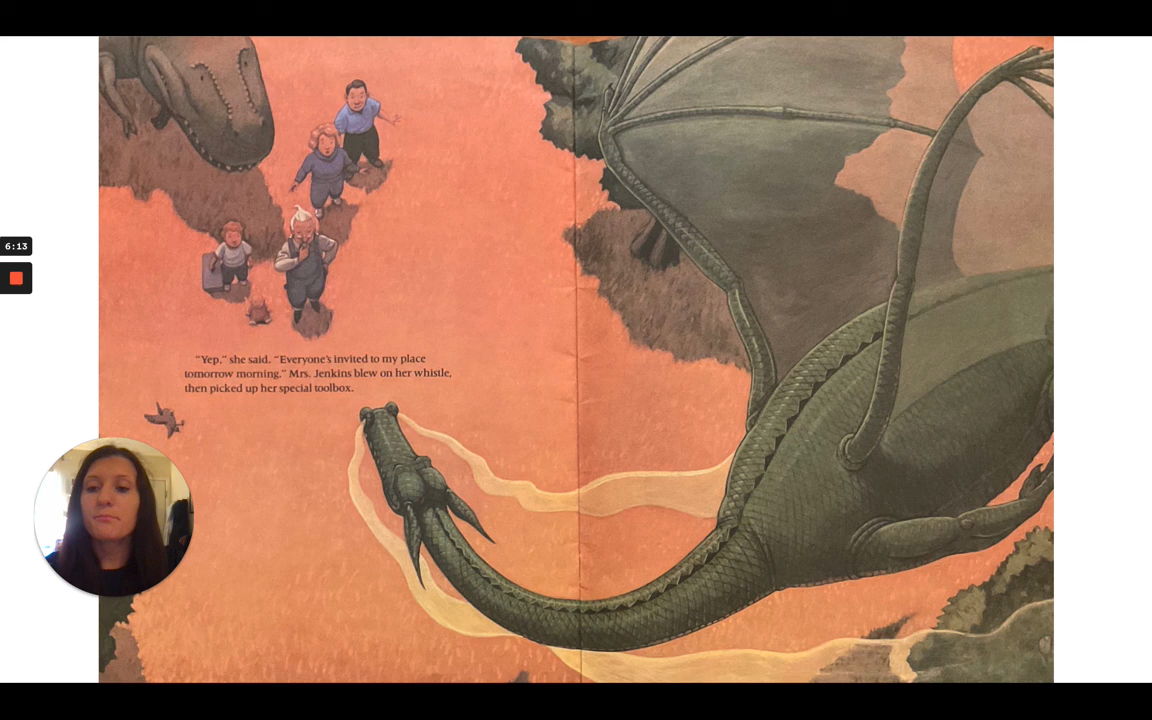 6:13
"Yep," she said. "Everyone's invited to my place
tomorrow morning." Mrs. Jenkins blew on her whistle,
then picked up her special toolbox.